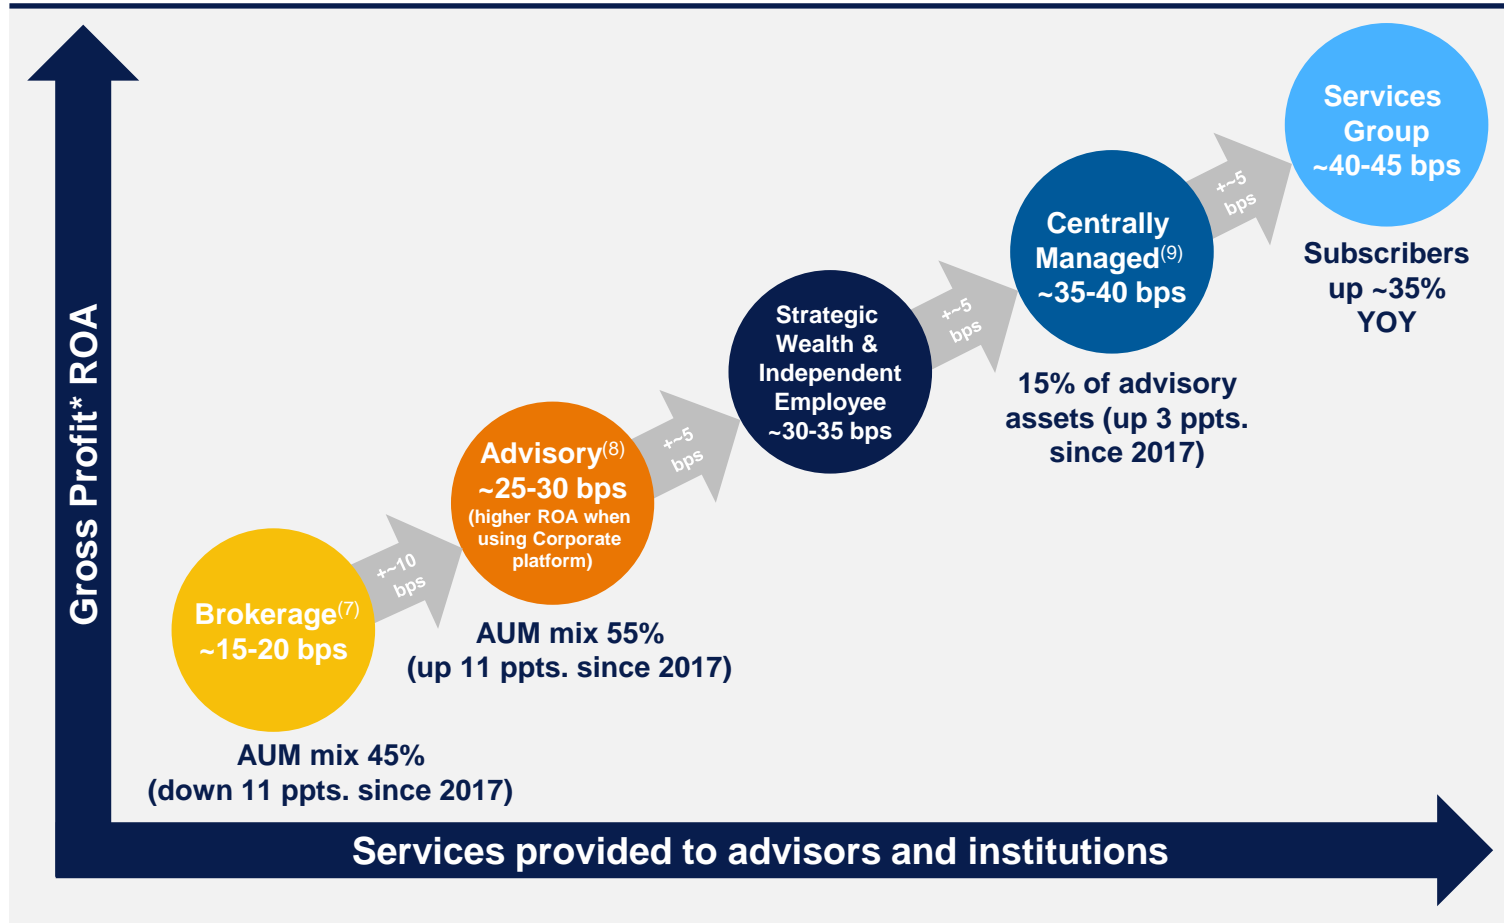 Gross Profit* ROA
Brokerage(7)
~15-20 bps
AUM mix 45%
(down 11 ppts. since 2017)
+~10
bps
Advisory(8)
~25-30 bps
(higher ROA when
using Corporate
platform)
AUM mix 55%
(up 11 ppts. since 2017)
+~5
bps
Strategic
Wealth &
Independent
Employee
~30-35 bps
+~5
bps
Centrally
Managed(9)
~35-40 bps
15% of advisory
assets (up 3 ppts.
since 2017)
+~5
bps
Services
Group
~40-45 bps
Subscribers
up ~35%
YOY
Services provided to advisors and institutions